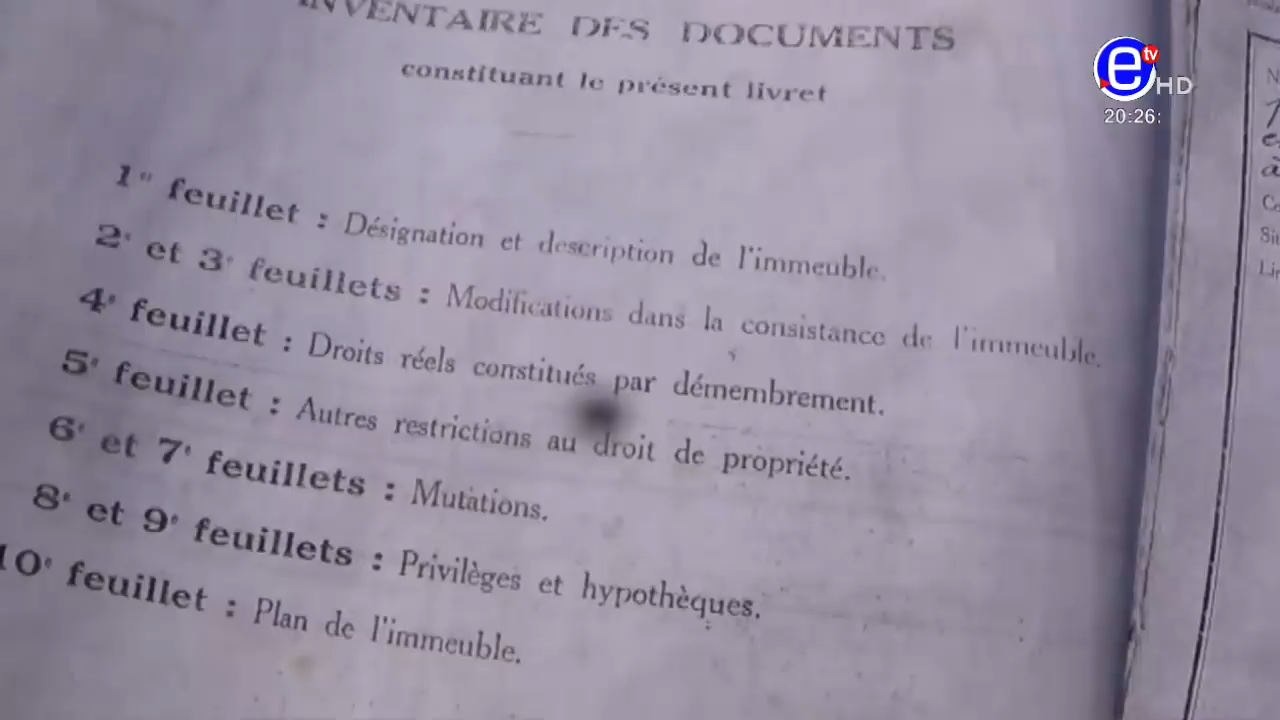 INVENTAIRE DES DOCUMENTS
constituant le présent livret
1er feuillet : Désignation et description de l'immeuble.
2e et 3e feuillets : Modifications dans la consistance de l'immeuble.
4e feuillet : Droits réels constitués par démembrement.
5e feuillet : Autres restrictions au droit de propriété.
6e et 7e feuillets : Mutations.
8e et 9e feuillets : Privilèges et hypothèques.
10e feuillet : Plan de l'immeuble.
e tv HD
20:26: